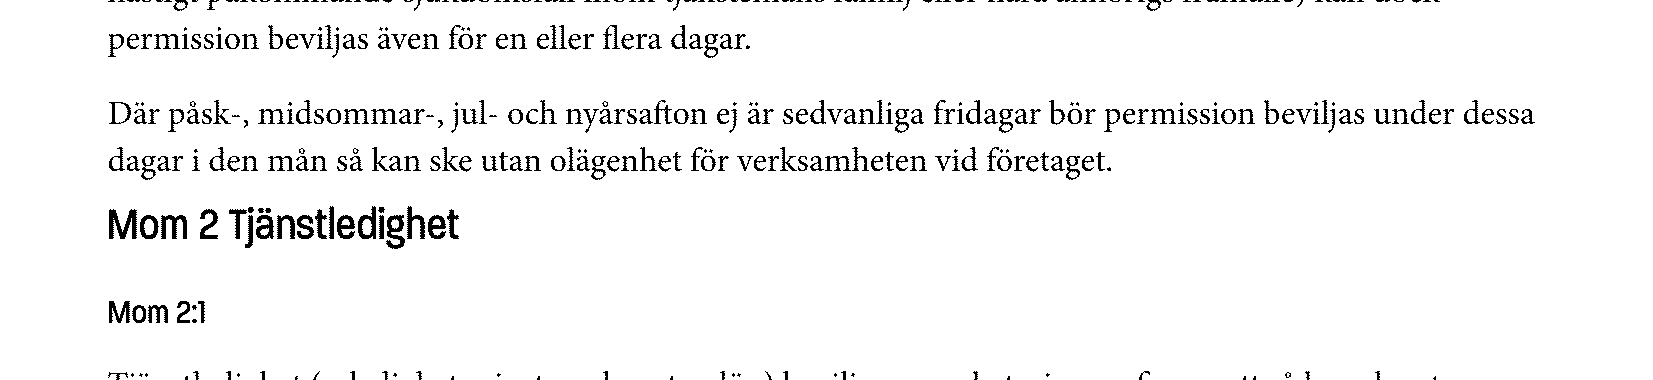 permission beviljas även för en eller flera dagar.
Där påsk-, midsommar-, jul- och nyårsafton ej är sedvanliga fridagar bör permission beviljas under dessa
dagar i den mån så kan ske utan olägenhet för verksamheten vid företaget.
Mom 2 Tjänstledighet
Mom 2:1